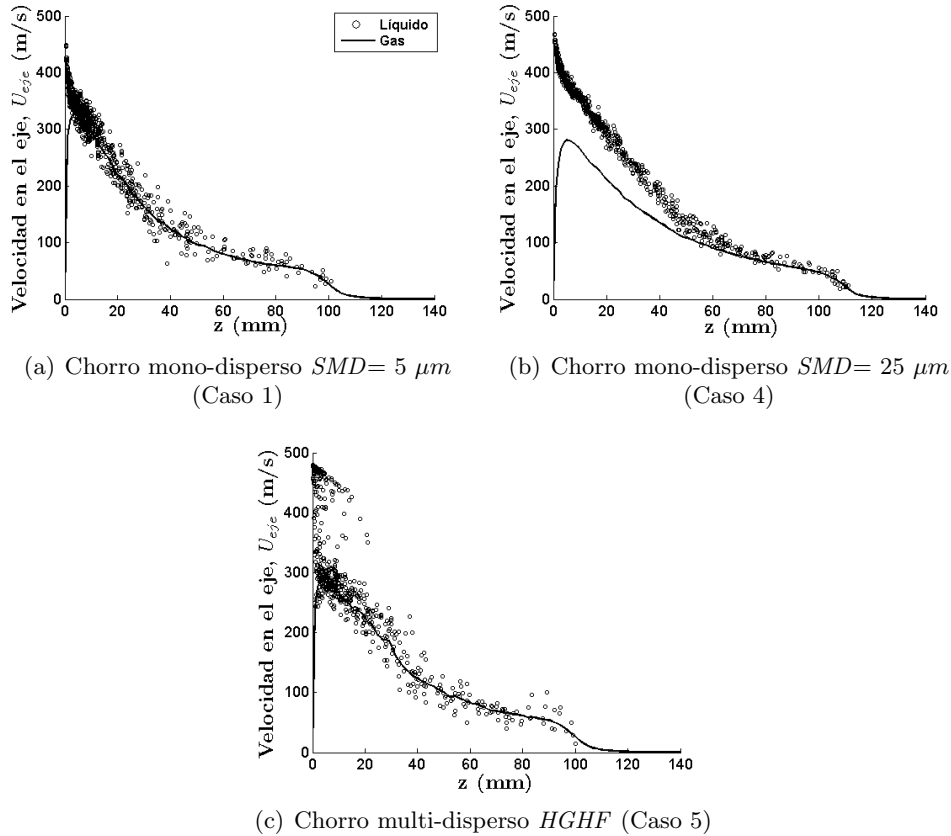 500
400
300
200
100
0
Velocidad en el eje, U_eje (m/s)
Líquido
Gas
0 20 40 60 80 100 120 140
z (mm)
(a) Chorro mono-disperso SMD= 5 μm
(Caso 1)
500
400
300
200
100
0
Velocidad en el eje, U_eje (m/s)
0 20 40 60 80 100 120 140
z (mm)
(b) Chorro mono-disperso SMD= 25 μm
(Caso 4)
500
400
300
200
100
0
Velocidad en el eje, U_eje (m/s)
0 20 40 60 80 100 120 140
z (mm)
(c) Chorro multi-disperso HGHF (Caso 5)